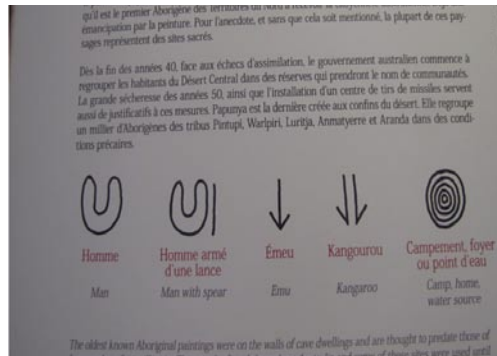 qu'il est le premier Aborigène des Territoires du Nord à
émancipation par la peinture. Pour l'anecdote, et sans que cela soit mentionné, la plupart de ces pay-
sages représentent des sites sacrés.
Dès la fin des années 40, face aux échecs d'assimilation, le gouvernement australien commence à
regrouper les habitants du Désert Central dans des réserves qui prendront le nom de communautés.
La grande sécheresse des années 50, ainsi que l'installation d'un centre de tirs de missiles servent
aussi de justificatifs à ces mesures. Papunya est la dernière créée aux confins du désert. Elle regroupe
un millier d'Aborigènes des tribus Pintupi, Warlpiri, Luritja, Anmatyerre et Aranda dans des condi-
tions précaires.
Homme
Homme armé
d'une lance
Émeu
Kangourou
Campement, foyer
ou point d'eau
Man
Man with spear
Emu
Kangaroo
Camp, home,
water source
The oldest known Aboriginal paintings were on the walls of cave dwellings and are thought to predate those of